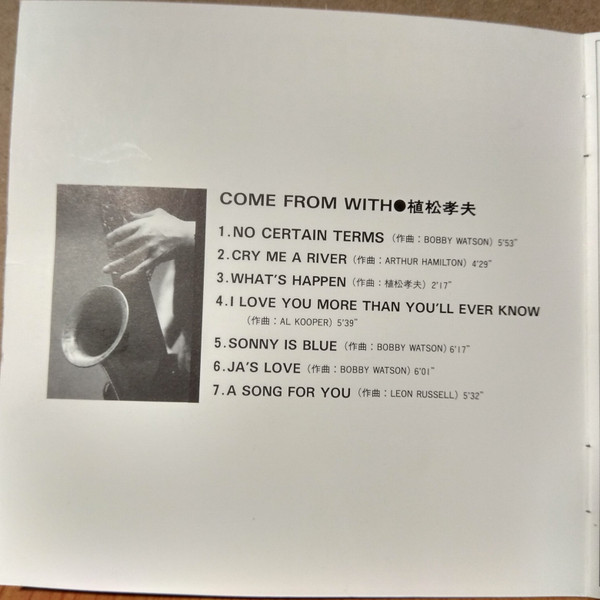 COME FROM WITH●植松孝夫
1.NO CERTAIN TERMS (作曲：BOBBY WATSON) 5'53"
2.CRY ME A RIVER (作曲：ARTHUR HAMILTON) 4'29"
3.WHAT'S HAPPEN (作曲：植松孝夫) 2'17"
4.I LOVE YOU MORE THAN YOU'LL EVER KNOW
(作曲：AL KOOPER) 5'39"
5.SONNY IS BLUE (作曲：BOBBY WATSON) 6'17"
6.JA'S LOVE (作曲：BOBBY WATSON) 6'01"
7.A SONG FOR YOU (作曲：LEON RUSSELL) 5'32"